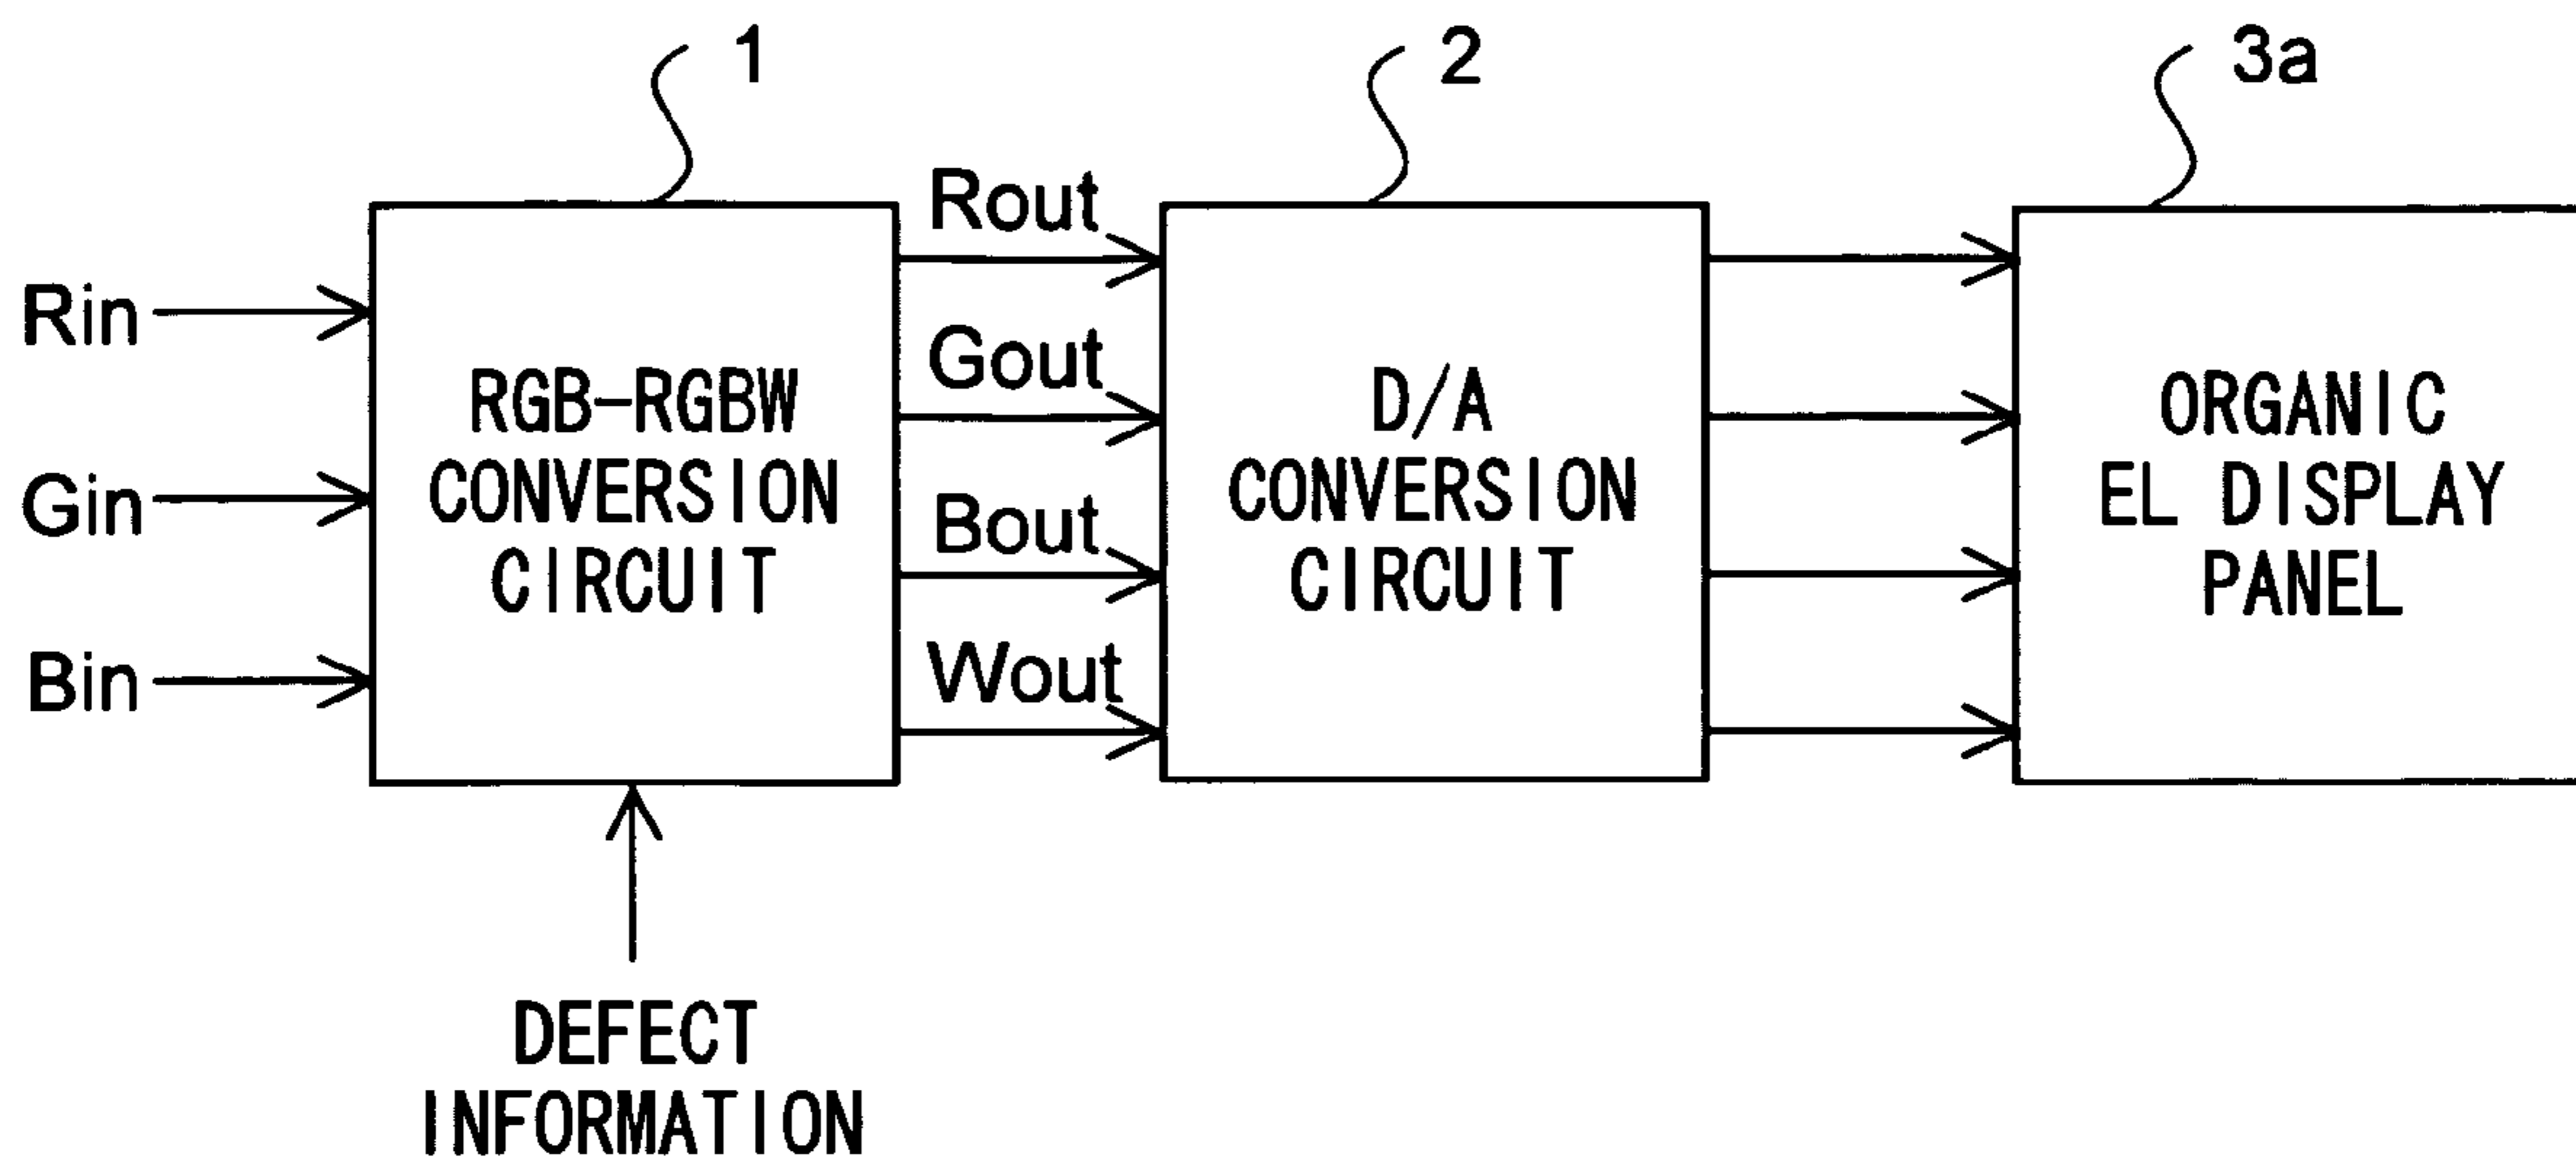 1
2
3a
Rin
Gin
Bin
RGB-RGBW
CONVERSION
CIRCUIT
Rout
Gout
Bout
Wout
D/A
CONVERSION
CIRCUIT
ORGANIC
EL DISPLAY
PANEL
DEFECT
INFORMATION